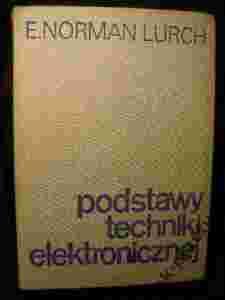 E. NORMAN LURCH
podstawy
techniki
elektronicznej